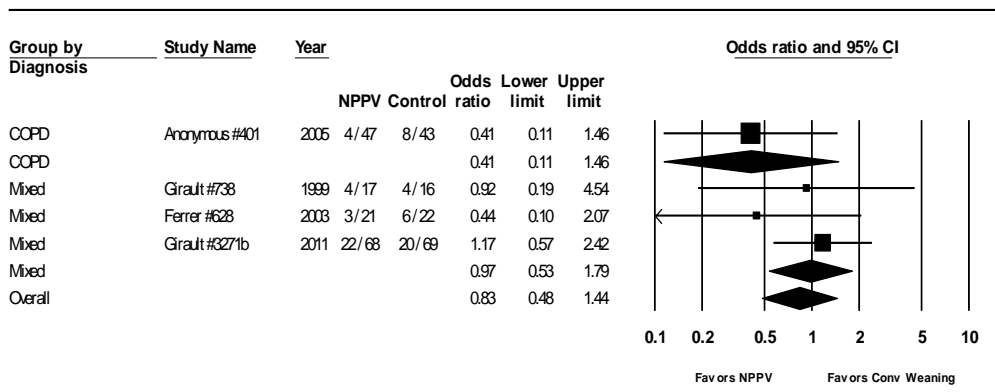 Group by Study Name Year Odds ratio and 95% CI
Diagnosis
Odds Lower Upper
NPPV Control ratio limit limit
COPD Anonymous #401 2005 4 / 47 8 / 43 0.41 0.11 1.46
COPD 0.41 0.11 1.46
Mixed Girault #738 1999 4 / 17 4 / 16 0.92 0.19 4.54
Mixed Ferrer #628 2003 3 / 21 6 / 22 0.44 0.10 2.07
Mixed Girault #3271b 2011 22 / 68 20 / 69 1.17 0.57 2.42
Mixed 0.97 0.53 1.79
Overall 0.83 0.48 1.44
0.1 0.2 0.5 1 2 5 10
Favors NPPV Favors Conv Weaning